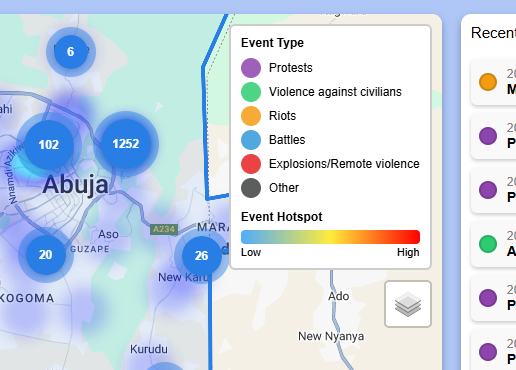 Recent
Event Type
Protests
Violence against civilians
Riots
Battles
Explosions/Remote violence
Other
Event Hotspot
Low High
6
102
1252
Abuja
Nnamdi Azikiw
A234
MARA
Aso
GUZAPE
20
26
New Karu
KOGOMA
Ado
New Nyanya
Kurudu
20
M
20
P
20
P
20
A
20
P
20
P